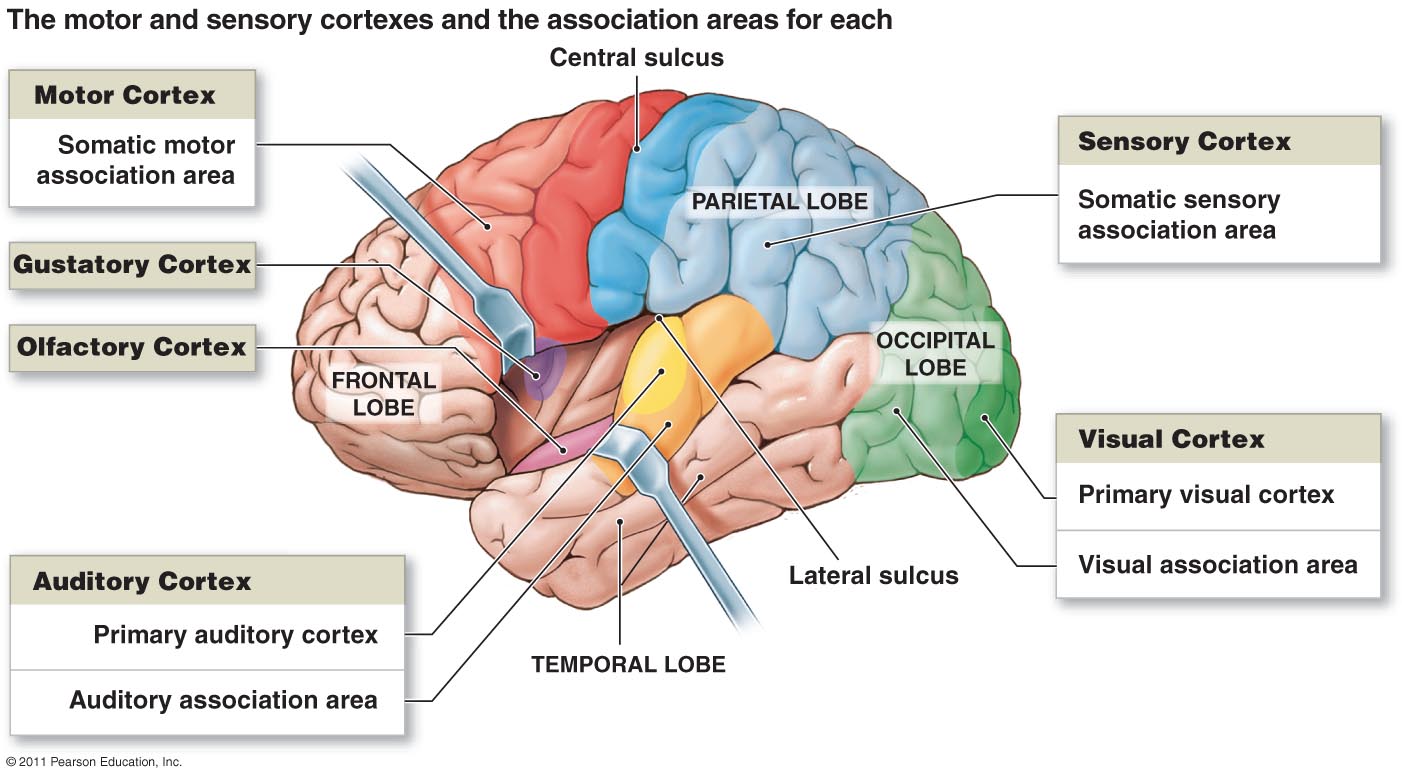 The motor and sensory cortexes and the association areas for each
Central sulcus
Motor Cortex
Somatic motor
association area
Gustatory Cortex
Olfactory Cortex
FRONTAL
LOBE
PARIETAL LOBE
OCCIPITAL
LOBE
Sensory Cortex
Somatic sensory
association area
Visual Cortex
Primary visual cortex
Visual association area
Lateral sulcus
TEMPORAL LOBE
Auditory Cortex
Primary auditory cortex
Auditory association area
© 2011 Pearson Education, Inc.